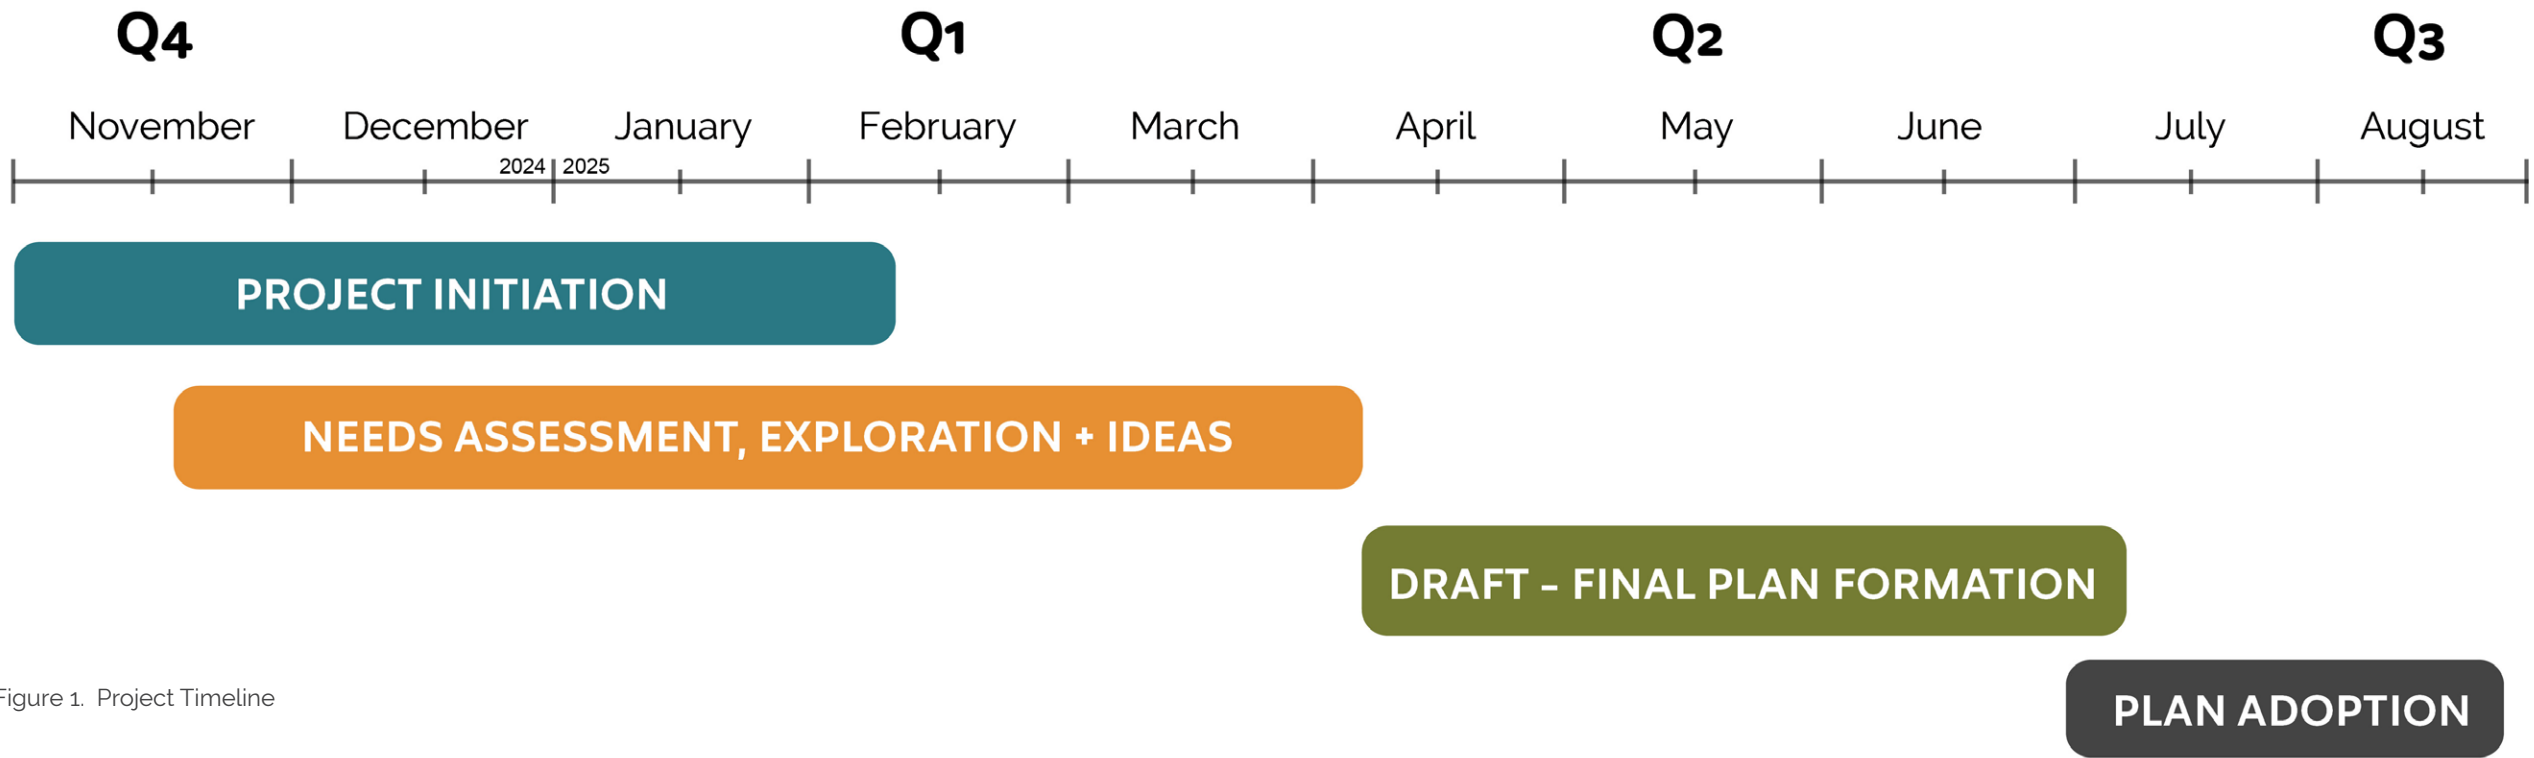 Q4 Q1 Q2 Q3
November December January February March April May June July August
2024 2025
PROJECT INITIATION
NEEDS ASSESSMENT, EXPLORATION + IDEAS
DRAFT - FINAL PLAN FORMATION
PLAN ADOPTION
Figure 1. Project Timeline